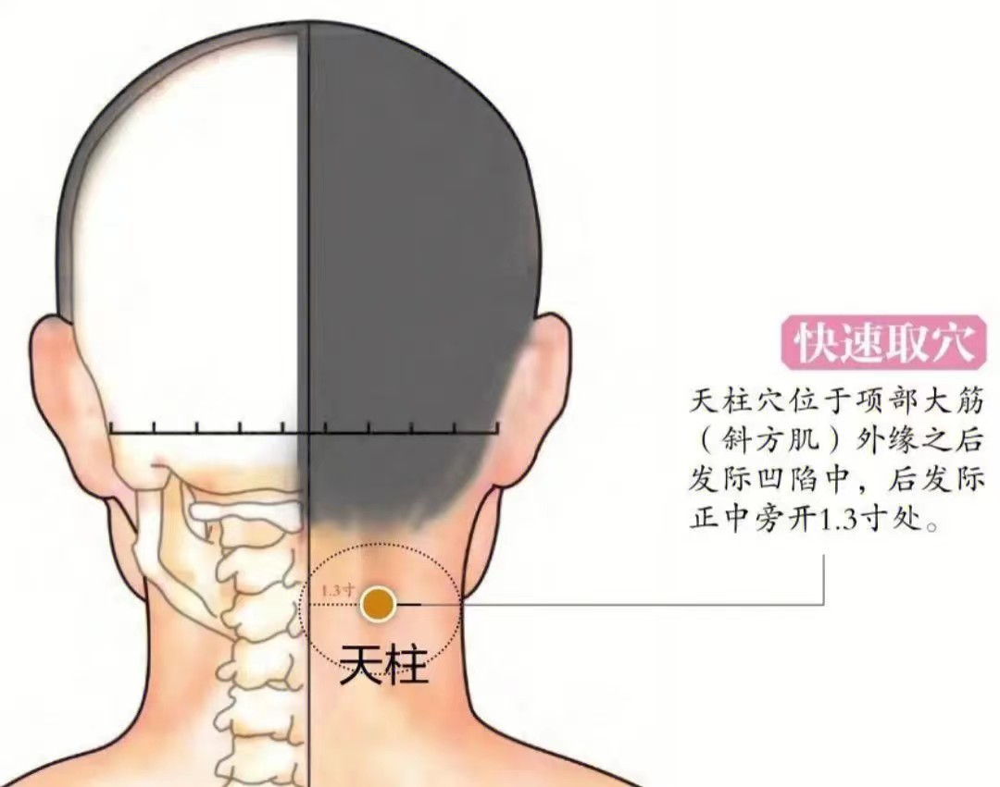 快速取穴
天柱穴位于项部大筋
（斜方肌）外缘之后
发际凹陷中，后发际
正中旁开1.3寸处。
1.3寸
天柱